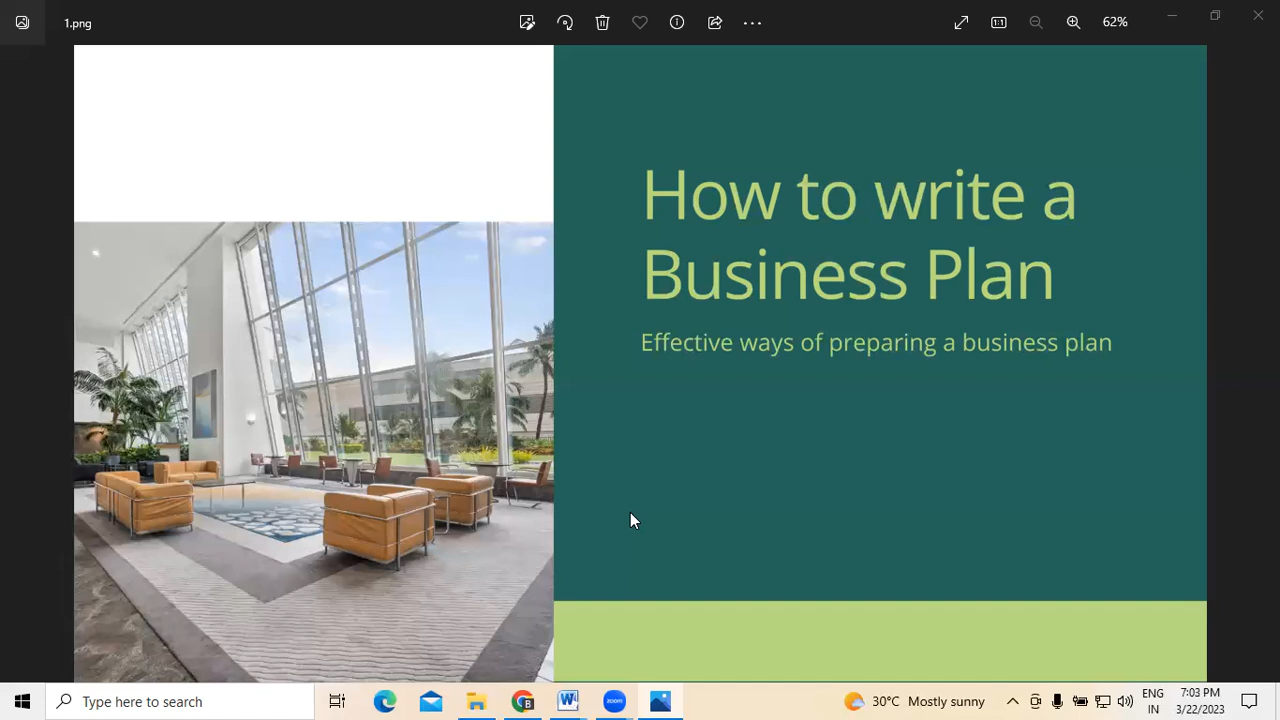 1.png
62%
How to write a
Business Plan
Effective ways of preparing a business plan
Type here to search
zoom
30°C Mostly sunny
ENG
IN
7:03 PM
3/22/2023